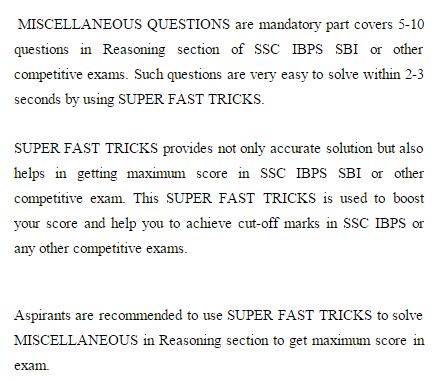 MISCELLANEOUS QUESTIONS are mandatory part covers 5-10
questions in Reasoning section of SSC IBPS SBI or other
competitive exams. Such questions are very easy to solve within 2-3
seconds by using SUPER FAST TRICKS.
SUPER FAST TRICKS provides not only accurate solution but also
helps in getting maximum score in SSC IBPS SBI or other
competitive exam. This SUPER FAST TRICKS is used to boost
your score and help you to achieve cut-off marks in SSC IBPS or
any other competitive exams.
Aspirants are recommended to use SUPER FAST TRICKS to solve
MISCELLANEOUS in Reasoning section to get maximum score in
exam.